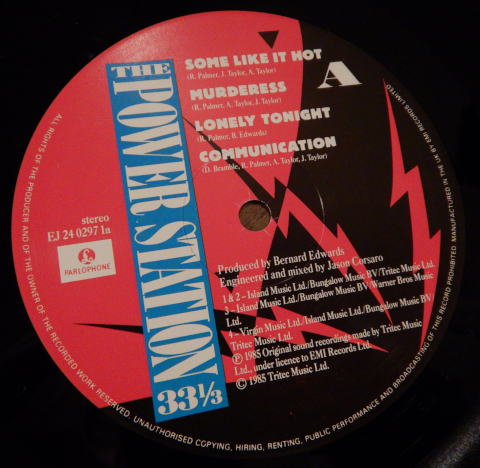 SOME LIKE IT HOT
(R. Palmer, J. Taylor, A. Taylor)
MURDERESS
(R. Palmer, A. Taylor, J. Taylor)
LONELY TONIGHT
(R. Palmer, B. Edwards)
COMMUNICATION
(D. Bramble, R. Palmer, A. Taylor, J. Taylor)
A
THE
POWER STATION
33⅓
stereo
EJ 24 0297 1a
PARLOPHONE
Produced by Bernard Edwards
Engineered and mixed by Jason Corsaro
1 & 2 – Island Music Ltd./Bungalow Music BV/Tritec Music Ltd.
3 – Island Music Ltd./Bungalow Music BV/Warner Bros Music
Ltd.
4 – Virgin Music Ltd./Island Music Ltd./Bungalow Music BV/
Tritec Music Ltd.
℗ 1985 Original sound recordings made by Tritec Music
Ltd., under licence to EMI Records Ltd.
© 1985 Tritec Music Ltd.
ALL RIGHTS OF THE PRODUCER AND OF THE OWNER OF THE RECORDED WORK RESERVED. UNAUTHORISED COPYING, HIRING, RENTING, PUBLIC PERFORMANCE AND BROADCASTING OF THIS RECORD PROHIBITED. MANUFACTURED IN THE UK BY EMI RECORDS LIMITED